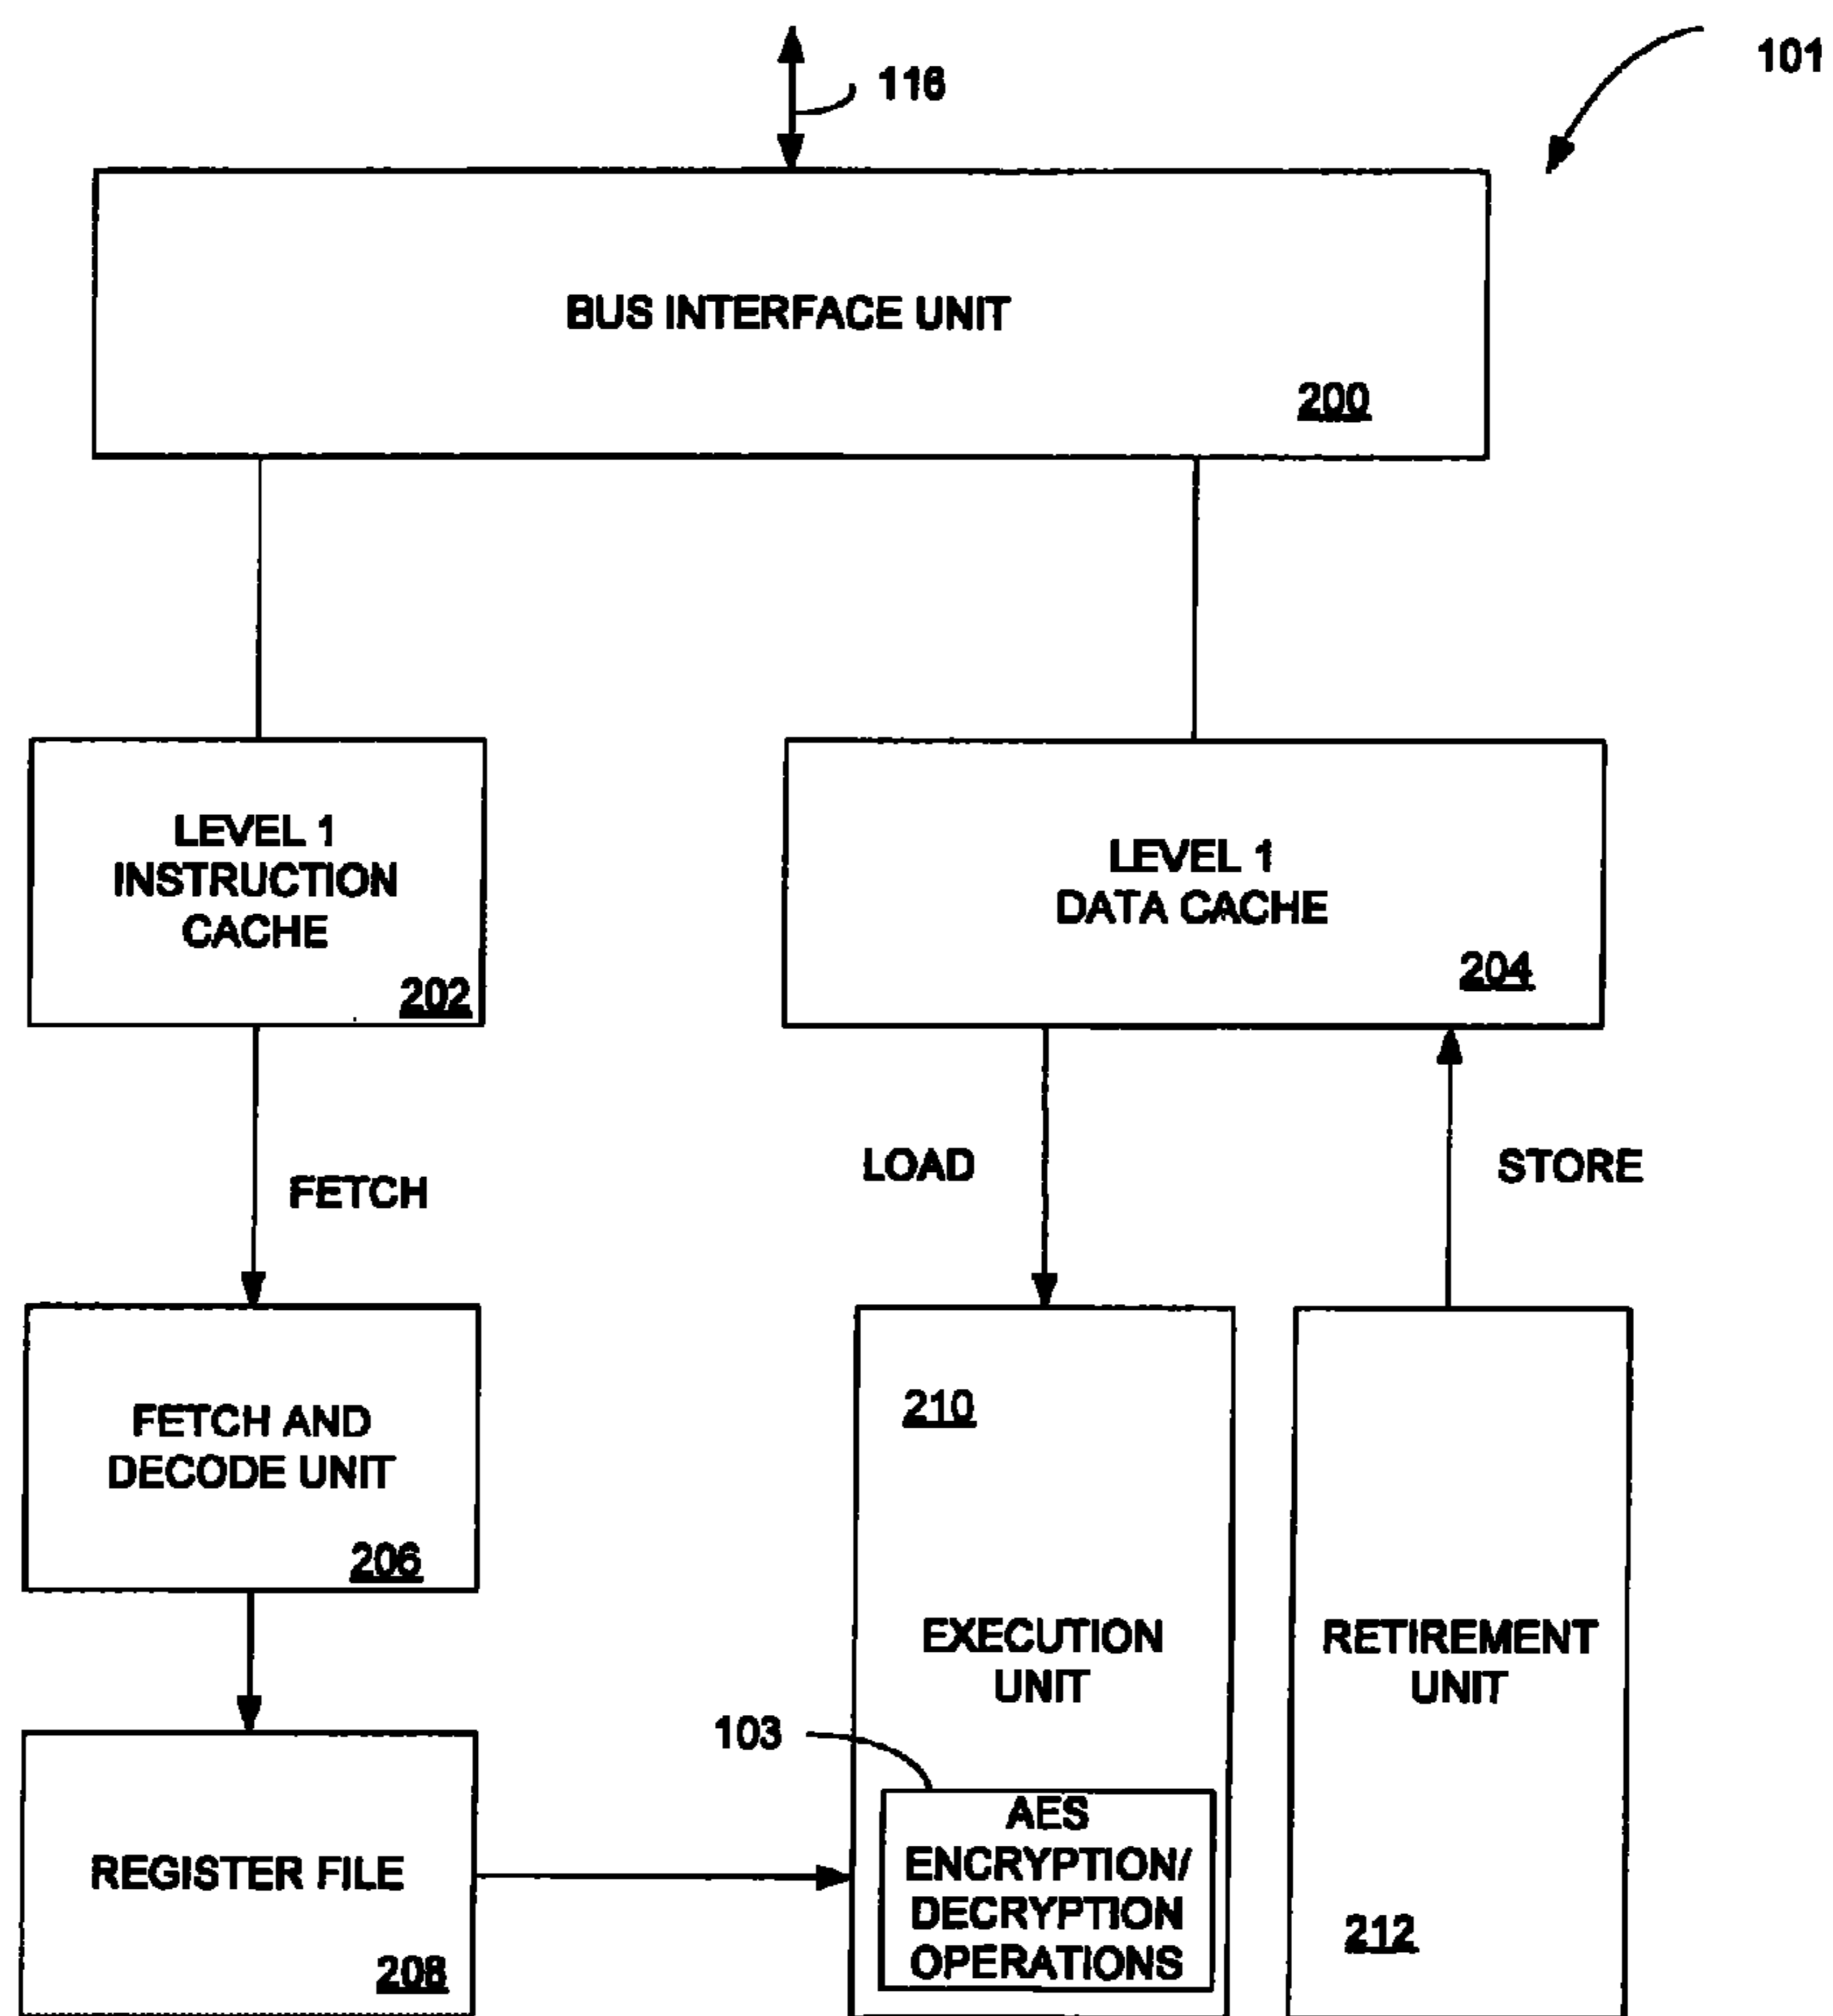 116
101
BUS INTERFACE UNIT
200
LEVEL 1
INSTRUCTION
CACHE
202
LEVEL 1
DATA CACHE
204
FETCH
LOAD
STORE
FETCH AND
DECODE UNIT
206
210
EXECUTION
UNIT
RETIREMENT
UNIT
103
AES
ENCRYPTION/
DECRYPTION
OPERATIONS
REGISTER FILE
208
212